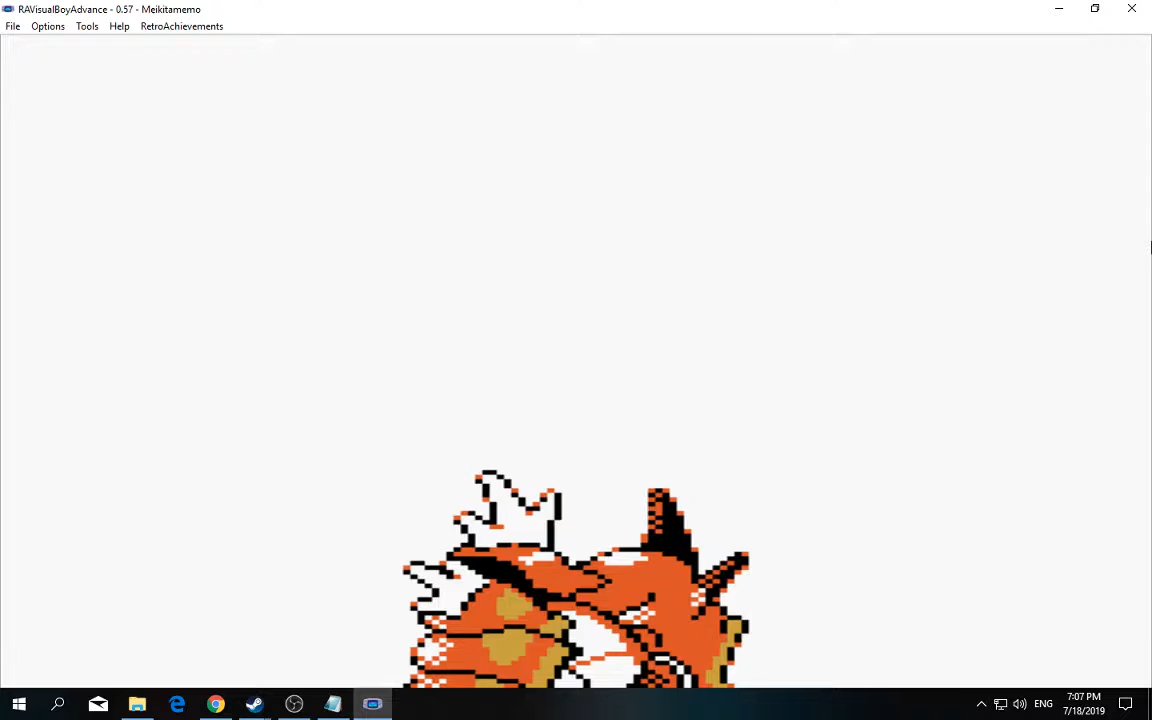 RAVisualBoyAdvance - 0.57 - Meikitamemo
File Options Tools Help RetroAchievements
ENG
7:07 PM
7/18/2019